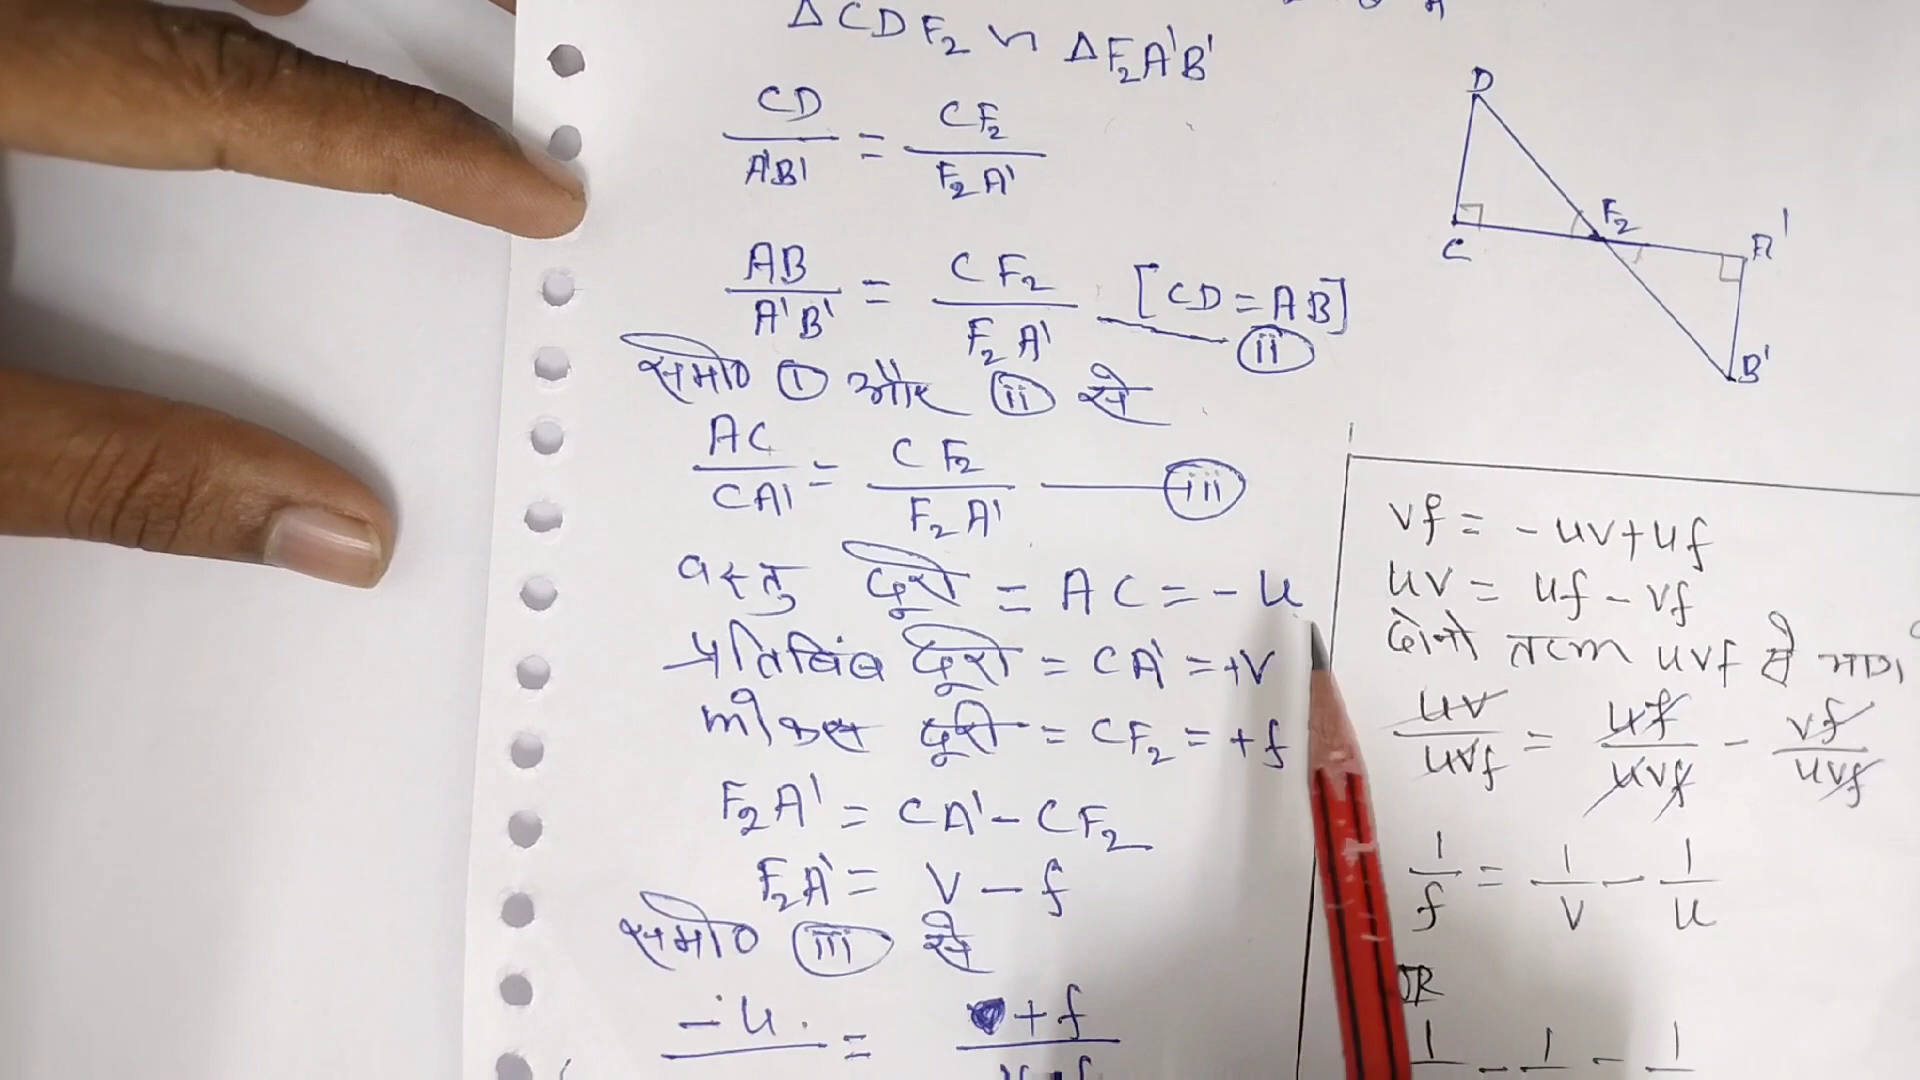 Δ CDF₂ ∽ Δ F₂A'B'
CD/A'B' = CF₂/F₂A'
AB/A'B' = CF₂/F₂A' [CD = AB] (ii)
समी० (i) और (ii) से
AC/CA' = CF₂/F₂A' (iii)
वस्तु दूरी = AC = -u
प्रतिबिंब दूरी = CA' = +v
फोकस दूरी = CF₂ = +f
F₂A' = CA' - CF₂
F₂A' = v - f
समी० (iii) से
-u = +f
D
F₂
C
A'
B'
vf = -uv + uf
uv = uf - vf
दोनों तरफ uvf से भाग
uv/uvf = uf/uvf - vf/uvf
1/f = 1/v - 1/u
OR